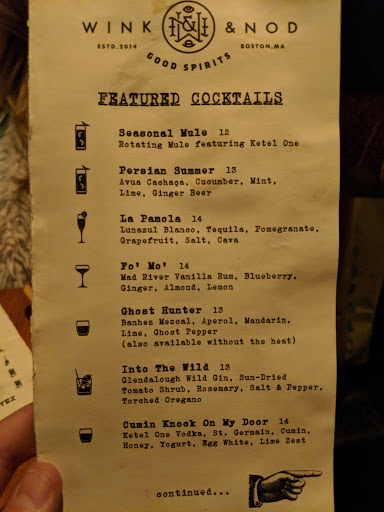 WINK & NOD
ESTD.2014 BOSTON,MA
GOOD SPIRITS
FEATURED COCKTAILS
Seasonal Mule 12
Rotating Mule featuring Ketel One
Persian Summer 13
Avua Cachaça, Cucumber, Mint,
Lime, Ginger Beer
La Pamola 14
Lunazul Blanco, Tequila, Pomegranate,
Grapefruit, Salt, Cava
Fo' Mo' 14
Mad River Vanilla Rum, Blueberry,
Ginger, Almond, Lemon
Ghost Hunter 13
Banhez Mezcal, Aperol, Mandarin,
Lime, Ghost Pepper
(also available without the heat)
Into The Wild 13
Glendalough Wild Gin, Sun-Dried
Tomato Shrub, Rosemary, Salt & Pepper,
Torched Oregano
Cumin Knock On My Door 14
Ketel One Vodka, St. Germain, Cumin,
Honey, Yogurt, Egg White, Lime Zest
continued...